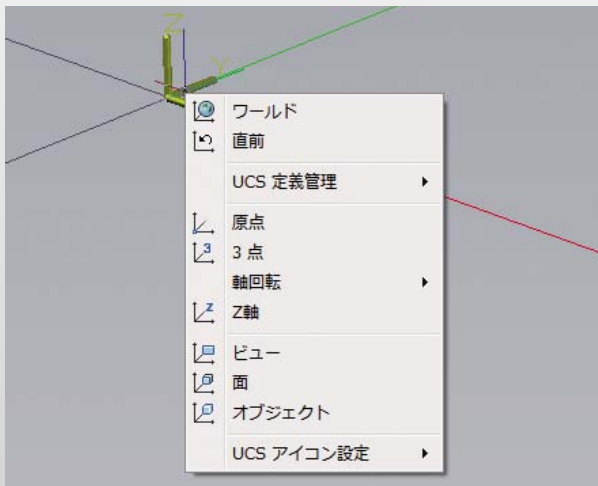 Z
Y
ワールド
直前
UCS 定義管理
原点
3 点
軸回転
Z軸
ビュー
面
オブジェクト
UCS アイコン設定